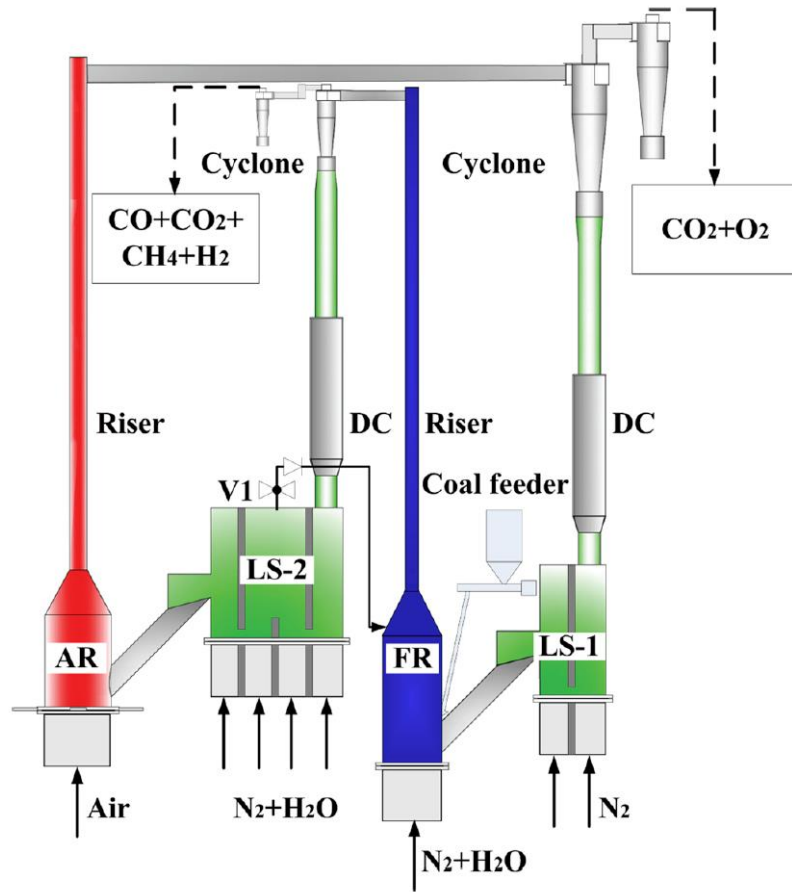 Cyclone
Cyclone
CO+CO₂+
CH₄+H₂
CO₂+O₂
Riser
DC
Riser
DC
V1
Coal feeder
LS-2
LS-1
AR
FR
Air
N₂+H₂O
N₂
N₂+H₂O